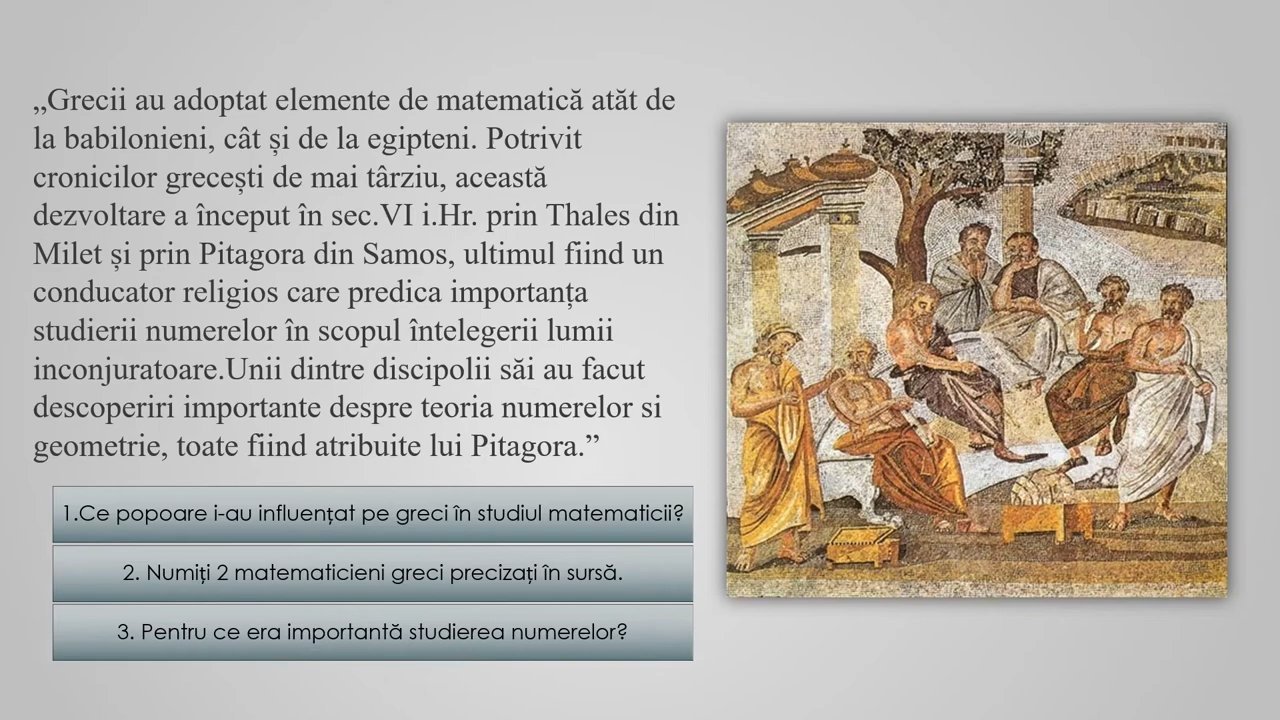 „Grecii au adoptat elemente de matematică atăt de
la babilonieni, cât și de la egipteni. Potrivit
cronicilor grecești de mai târziu, această
dezvoltare a început în sec.VI i.Hr. prin Thales din
Milet și prin Pitagora din Samos, ultimul fiind un
conducator religios care predica importanța
studierii numerelor în scopul întelegerii lumii
inconjuratoare.Unii dintre discipolii săi au facut
descoperiri importante despre teoria numerelor si
geometrie, toate fiind atribuite lui Pitagora.”
1.Ce popoare i-au influențat pe greci în studiul matematicii?
2. Numiți 2 matematicieni greci precizați în sursă.
3. Pentru ce era importantă studierea numerelor?